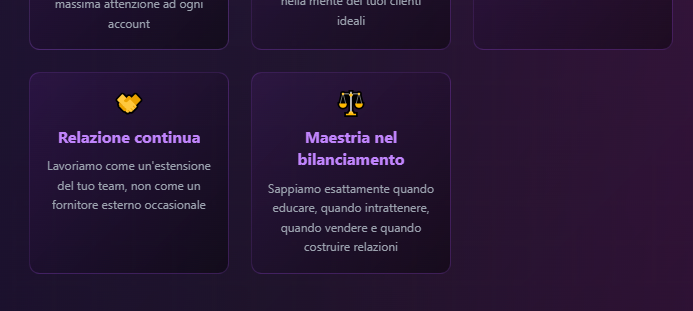 massima attenzione ad ogni
account
nella mente dei tuoi clienti
ideali
Relazione continua
Lavoriamo come un'estensione
del tuo team, non come un
fornitore esterno occasionale
Maestria nel
bilanciamento
Sappiamo esattamente quando
educare, quando intrattenere,
quando vendere e quando
costruire relazioni